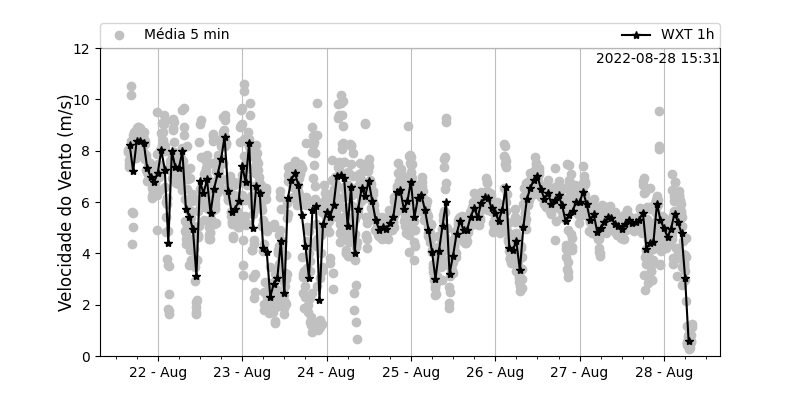 Média 5 min
WXT 1h
2022-08-28 15:31
Velocidade do Vento (m/s)
12
10
8
6
4
2
0
22 - Aug
23 - Aug
24 - Aug
25 - Aug
26 - Aug
27 - Aug
28 - Aug